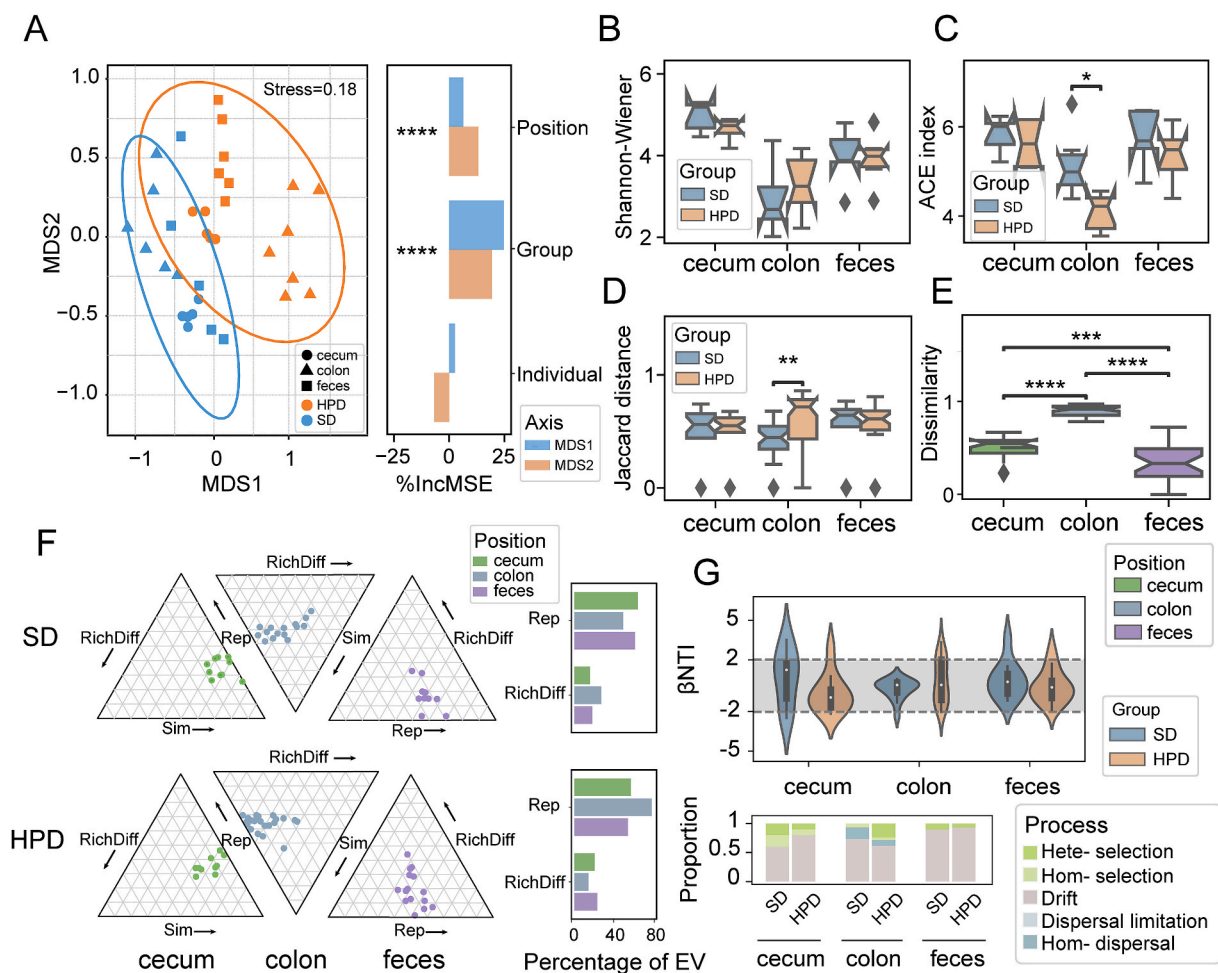 A
Stress=0.18
1.0
0.5
0.0
−0.5
−1.0
MDS2
−1
0
1
MDS1
cecum
colon
feces
HPD
SD
****
****
Position
Group
Individual
−25
0
25
%IncMSE
Axis
MDS1
MDS2
B
Shannon-Wiener
6
4
2
Group
SD
HPD
cecum
colon
feces
C
ACE index
6
4
*
Group
SD
HPD
cecum
colon
feces
D
Jaccard distance
1
0
Group
SD
HPD
**
cecum
colon
feces
E
Dissimilarity
1
0
***
****
****
cecum
colon
feces
F
Position
cecum
colon
feces
SD
RichDiff
Sim
RichDiff
Rep
Sim
RichDiff
Rep
Rep
RichDiff
HPD
RichDiff
Sim
RichDiff
Rep
Sim
RichDiff
Rep
Rep
RichDiff
cecum
colon
feces
0
40
80
Percentage of EV
G
βNTI
5
2
-2
-5
cecum
colon
feces
Position
cecum
colon
feces
Group
SD
HPD
Proportion
1
0.5
0
SD
HPD
SD
HPD
SD
HPD
cecum
colon
feces
Process
Hete- selection
Hom- selection
Drift
Dispersal limitation
Hom- dispersal